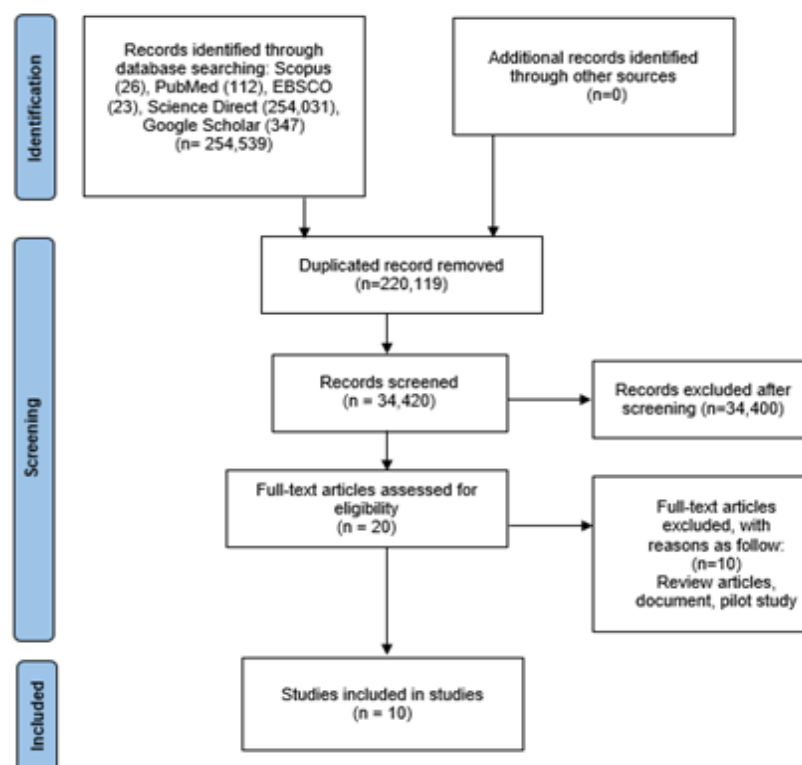 Identification
Records identified through
database searching: Scopus
(26), PubMed (112), EBSCO
(23), Science Direct (254,031),
Google Scholar (347)
(n= 254,539)
Additional records identified
through other sources
(n=0)
Screening
Duplicated record removed
(n=220,119)
Records screened
(n = 34,420)
Records excluded after
screening (n=34,400)
Full-text articles assessed for
eligibility
(n = 20)
Full-text articles
excluded, with
reasons as follow:
(n=10)
Review articles,
document, pilot study
Included
Studies included in studies
(n = 10)